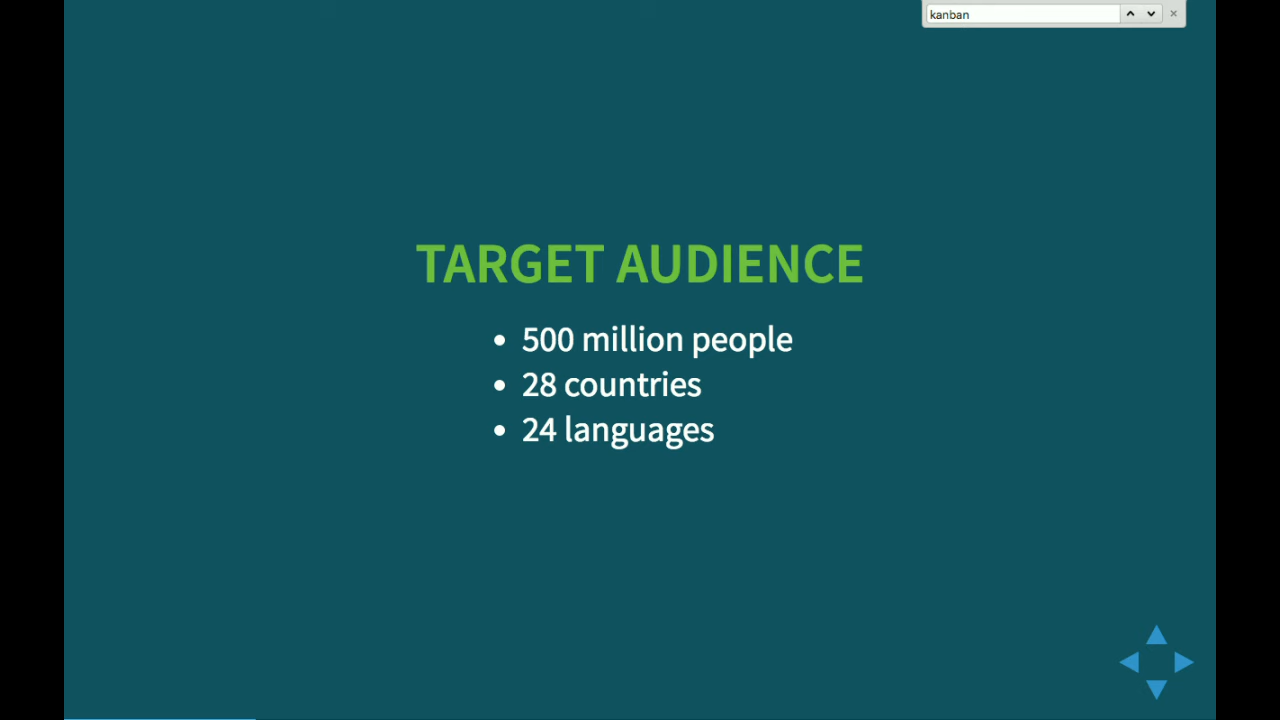 kanban
TARGET AUDIENCE
• 500 million people
• 28 countries
• 24 languages